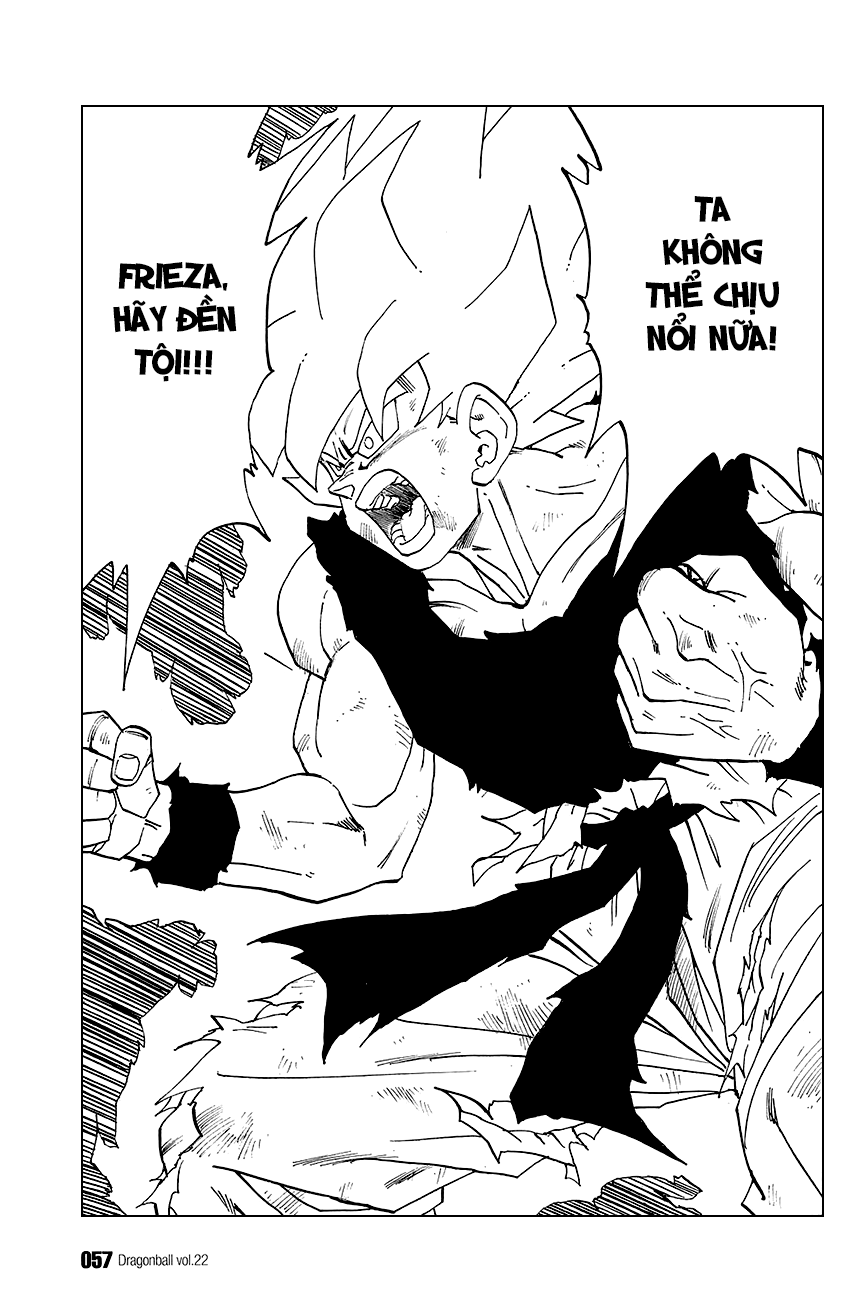 TA
KHÔNG
THỂ CHỊU
NỔI NỮA!
FRIEZA,
HÃY ĐỀN
TỘI!!!
057 Dragonball vol.22